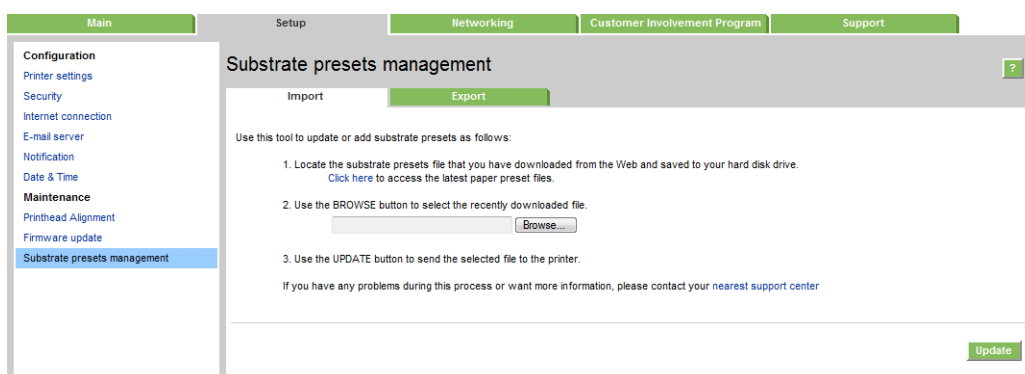 Main Setup Networking Customer Involvement Program Support
Configuration
Printer settings
Security
Internet connection
E-mail server
Notification
Date & Time
Maintenance
Printhead Alignment
Firmware update
Substrate presets management
Substrate presets management
?
Import Export
Use this tool to update or add substrate presets as follows:
1. Locate the substrate presets file that you have downloaded from the Web and saved to your hard disk drive.
Click here to access the latest paper preset files.
2. Use the BROWSE button to select the recently downloaded file.
Browse...
3. Use the UPDATE button to send the selected file to the printer.
If you have any problems during this process or want more information, please contact your nearest support center
Update